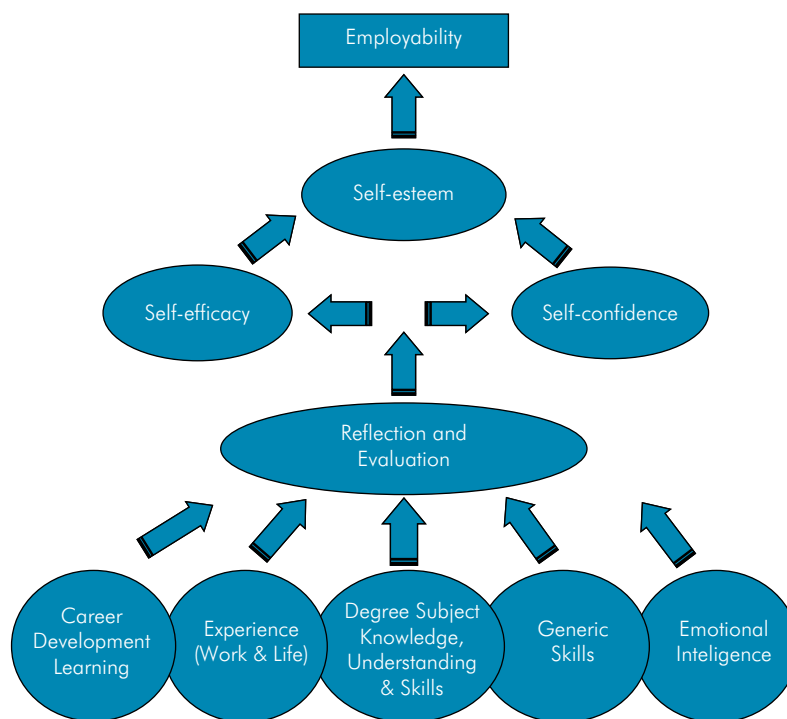 Employability
Self-esteem
Self-efficacy
Self-confidence
Reflection and
Evaluation
Career
Development
Learning
Experience
(Work & Life)
Degree Subject
Knowledge,
Understanding
& Skills
Generic
Skills
Emotional
Inteligence